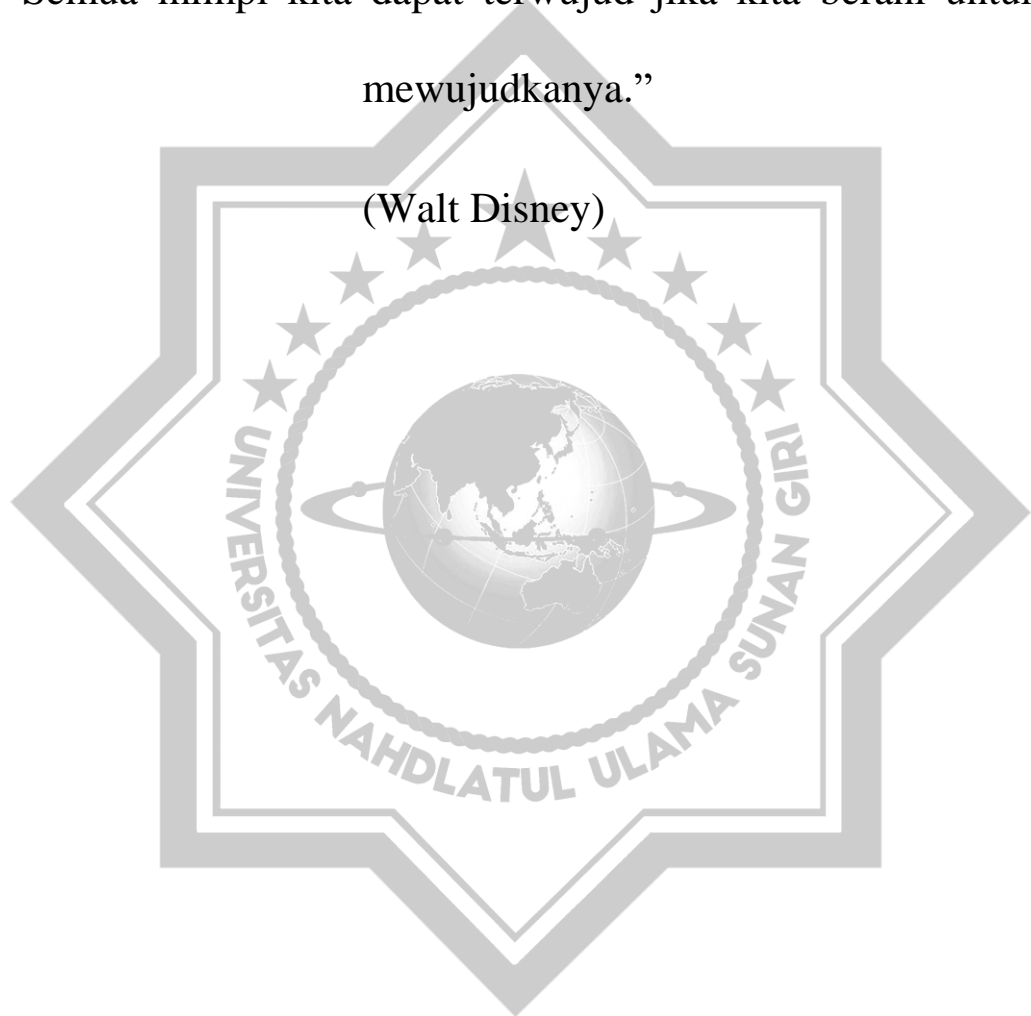 Semua mimpi kita dapat terwujud jika kita berani untuk
mewujudkanya.”
(Walt Disney)
UNIVERSITAS NAHDLATUL ULAMA SUNAN GIRI